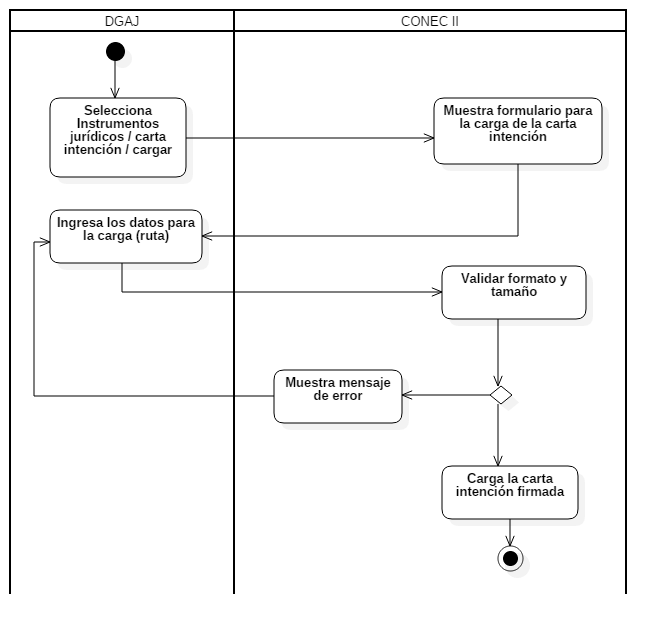 DGAJ
CONEC II
Selecciona
Instrumentos
jurídicos / carta
intención / cargar
Muestra formulario para
la carga de la carta
intención
Ingresa los datos para
la carga (ruta)
Validar formato y
tamaño
Muestra mensaje
de error
Carga la carta
intención firmada